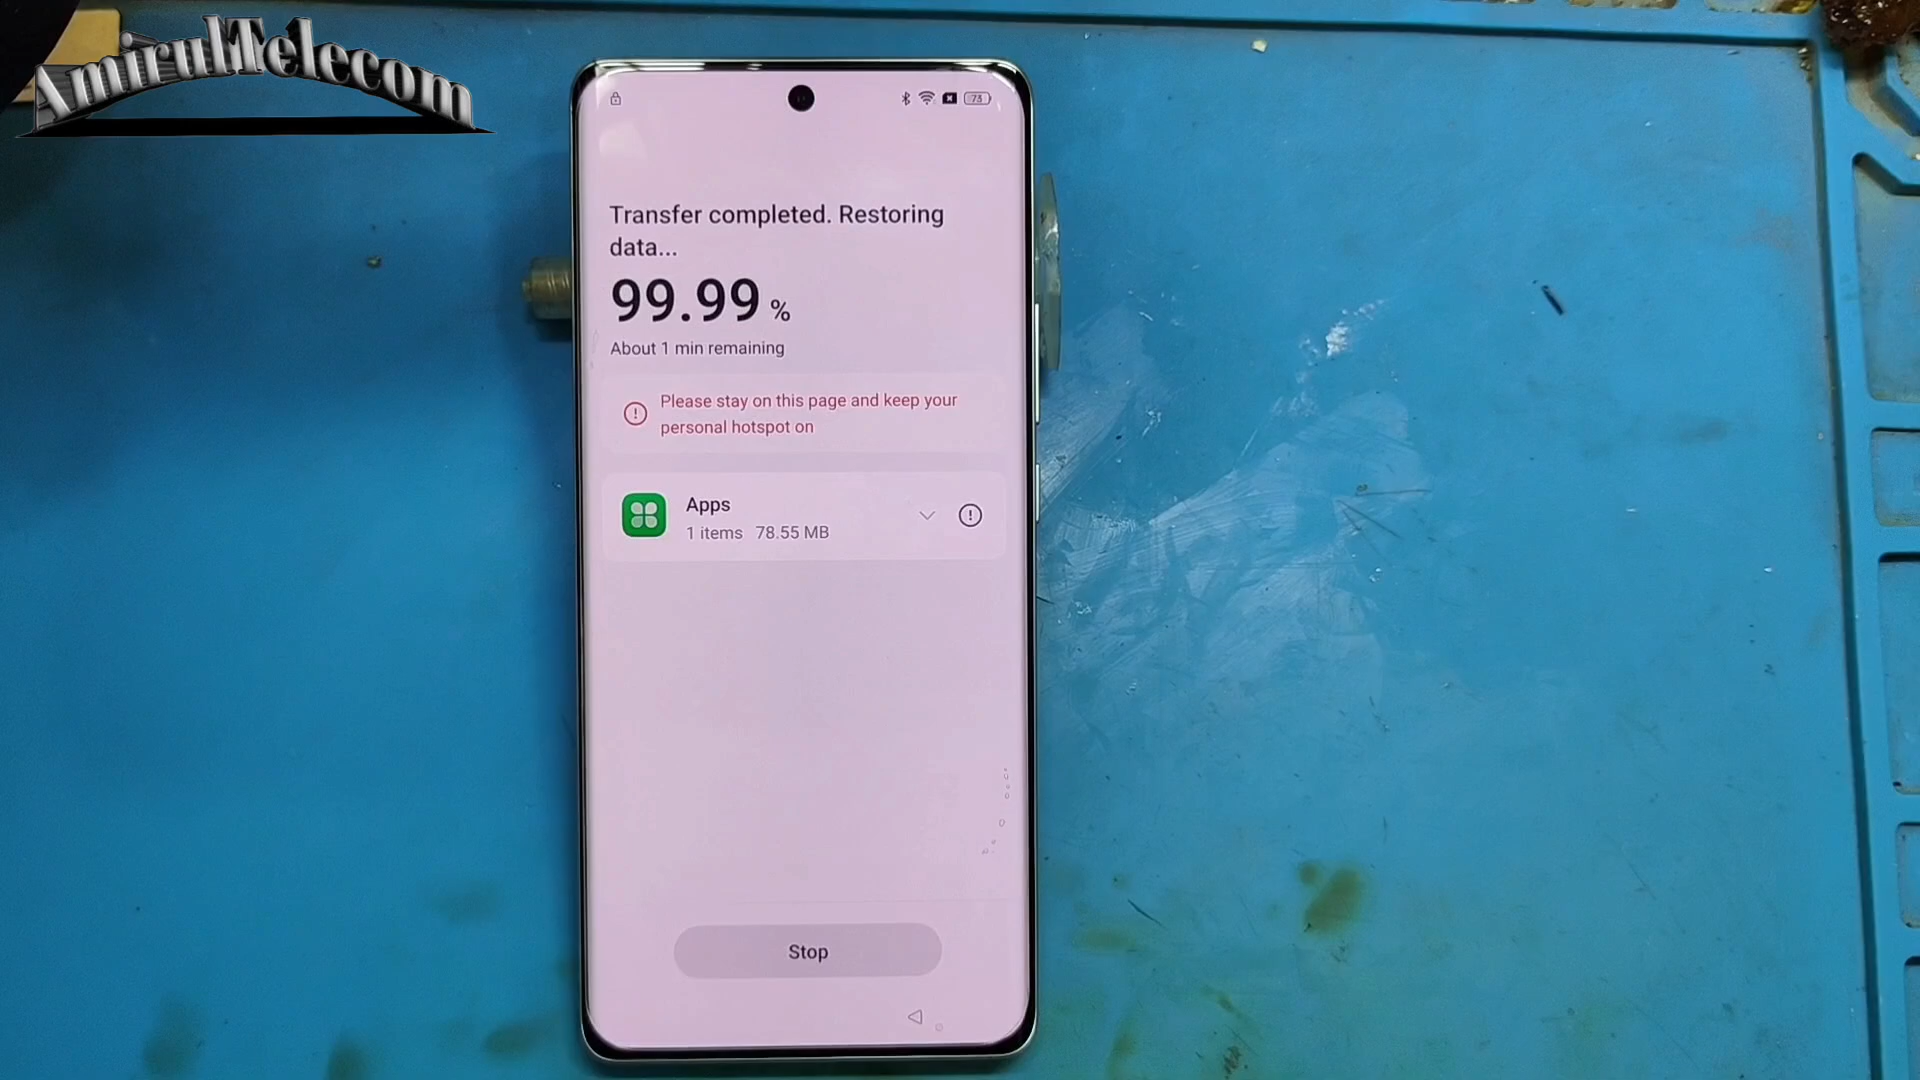 AmirulTelecom
73
Transfer completed. Restoring
data...
99.99 %
About 1 min remaining
Please stay on this page and keep your
personal hotspot on
Apps
1 items 78.55 MB
Stop